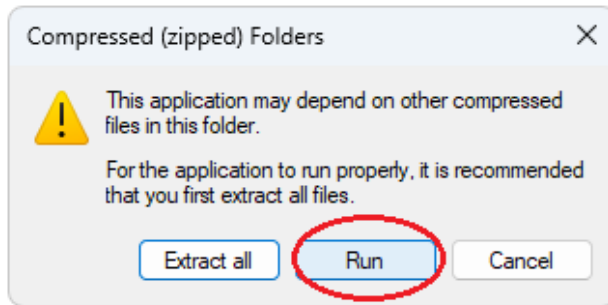 Compressed (zipped) Folders
This application may depend on other compressed
files in this folder.
For the application to run properly, it is recommended
that you first extract all files.
Extract all
Run
Cancel